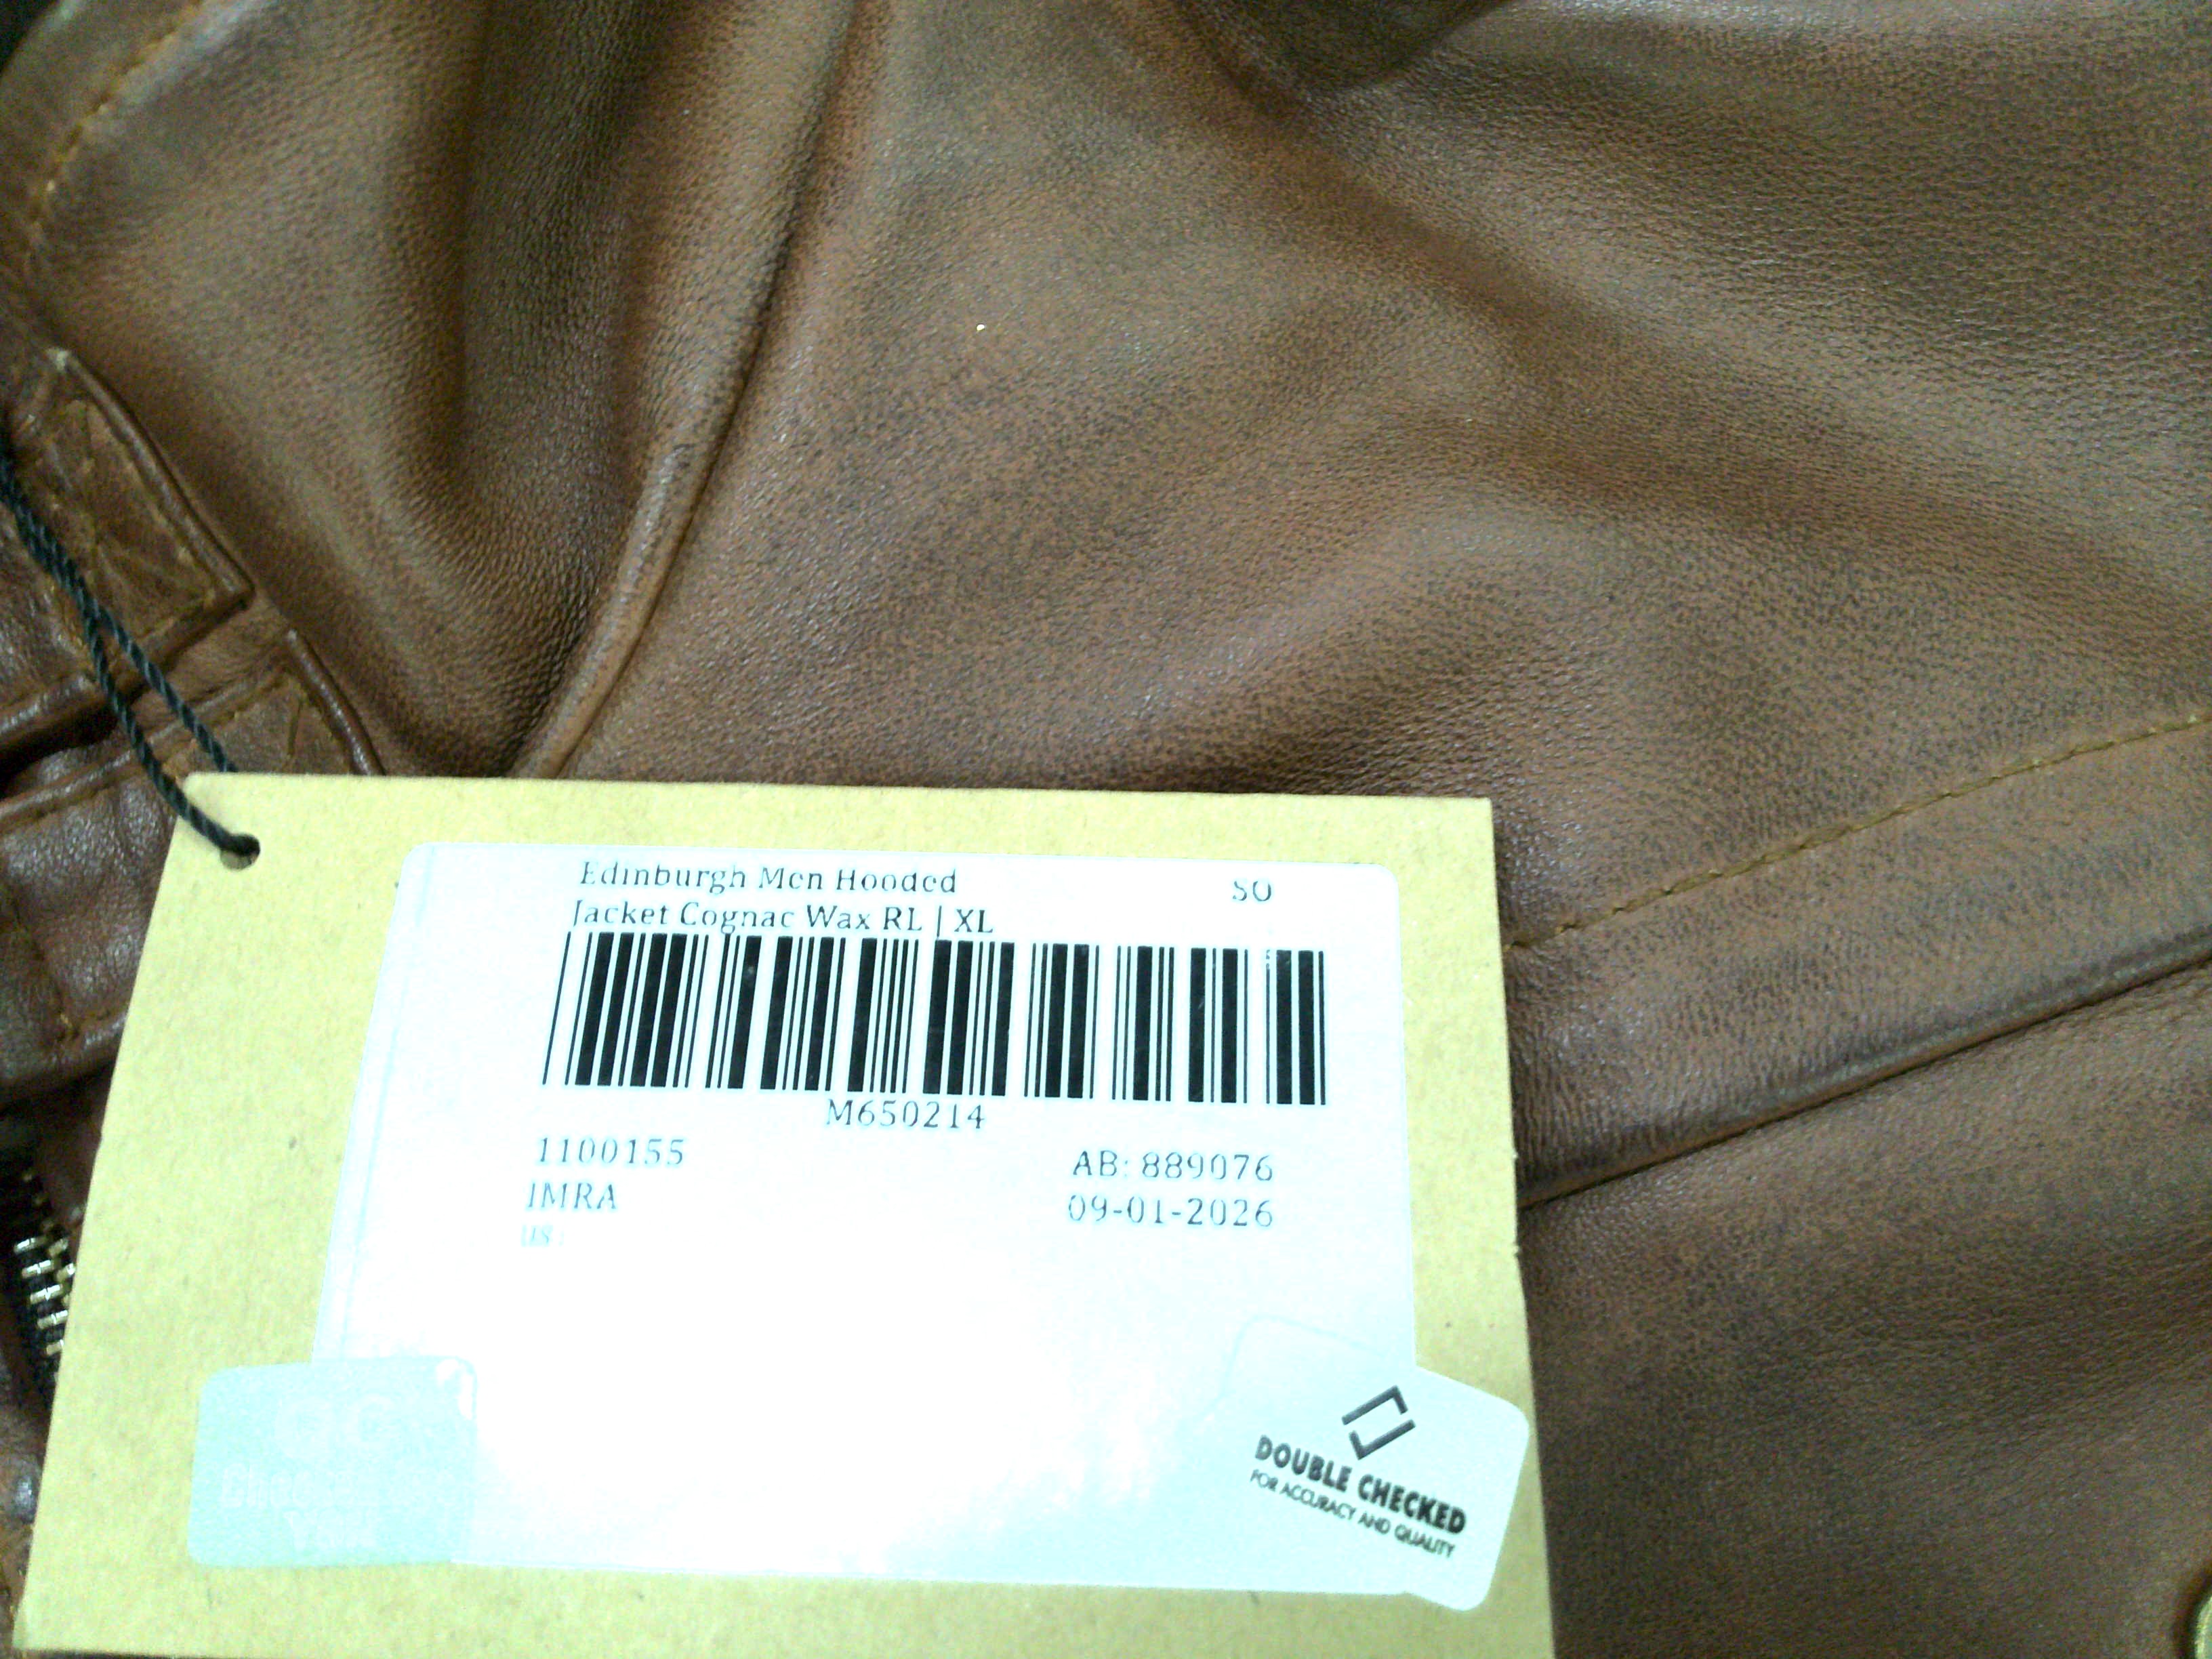 Edinburgh Men Hooded
SO
Jacket Cognac Wax RL | XL
M650214
1100155
AB: 889076
IMRA
09-01-2026
QC
DOUBLE CHECKED
FOR ACCURACY AND QUALITY